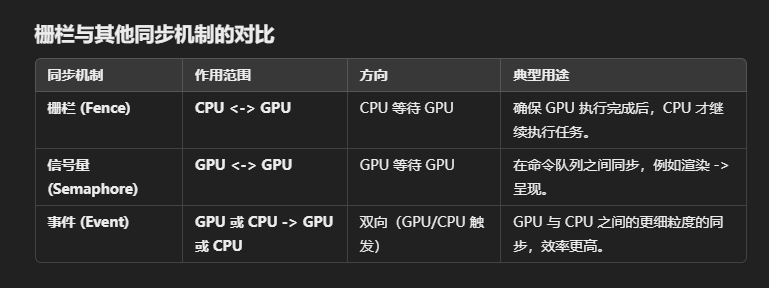 栅栏与其他同步机制的对比
同步机制 作用范围 方向 典型用途
栅栏 (Fence) CPU <-> GPU CPU 等待 GPU 确保 GPU 执行完成后，CPU 才继
续执行任务。
信号量 GPU <-> GPU GPU 等待 GPU 在命令队列之间同步，例如渲染 ->
(Semaphore) 呈现。
事件 (Event) GPU 或 CPU -> GPU 双向（GPU/CPU 触 GPU 与 CPU 之间的更细粒度的同
或 CPU 发） 步，效率更高。